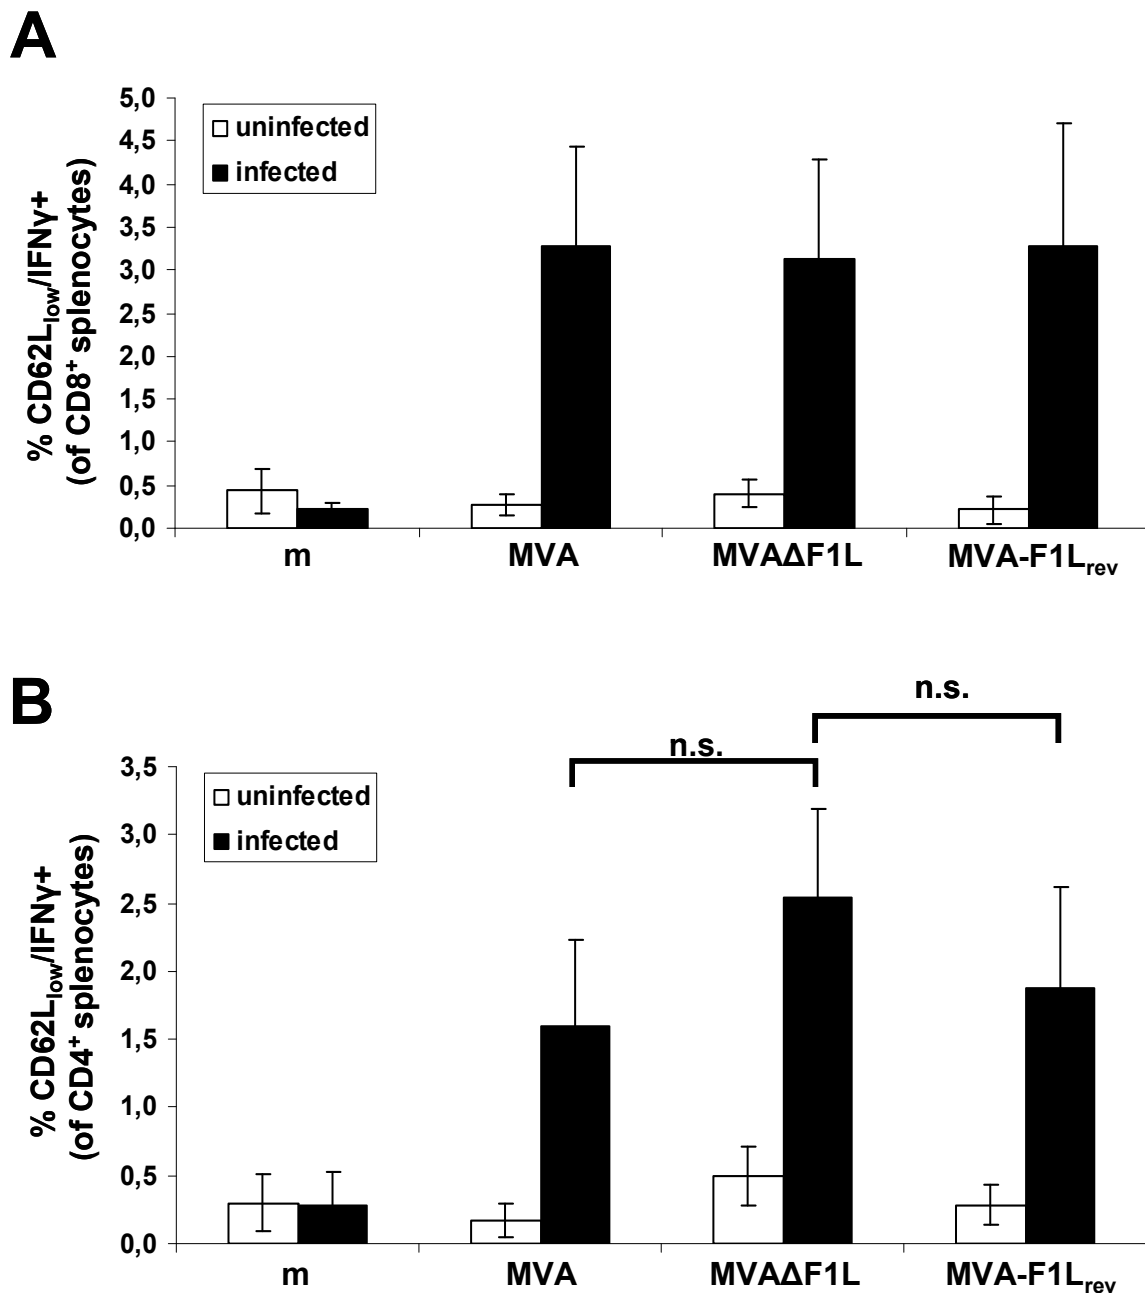 A
5,0
4,5
4,0
3,5
3,0
2,5
2,0
1,5
1,0
0,5
0,0
% CD62Llow/IFNγ+
(of CD8+ splenocytes)
uninfected
infected
m MVA MVAΔF1L MVA-F1Lrev
B
n.s.
n.s.
3,5
3,0
2,5
2,0
1,5
1,0
0,5
0,0
% CD62Llow/IFNγ+
(of CD4+ splenocytes)
uninfected
infected
m MVA MVAΔF1L MVA-F1Lrev